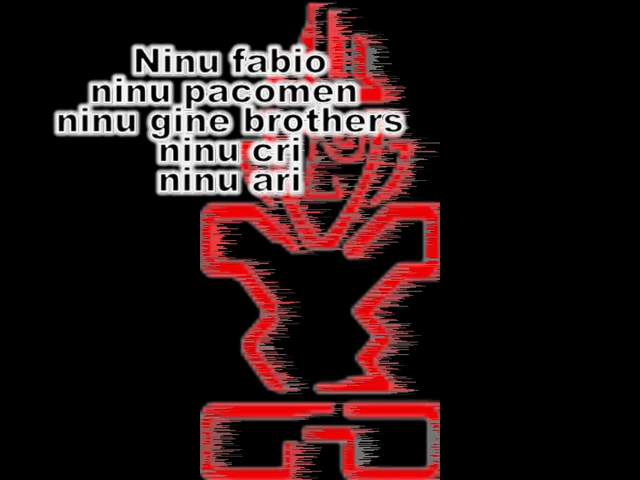 Ninu fabio
ninu pacomen
ninu gine brothers
ninu cri
ninu ari